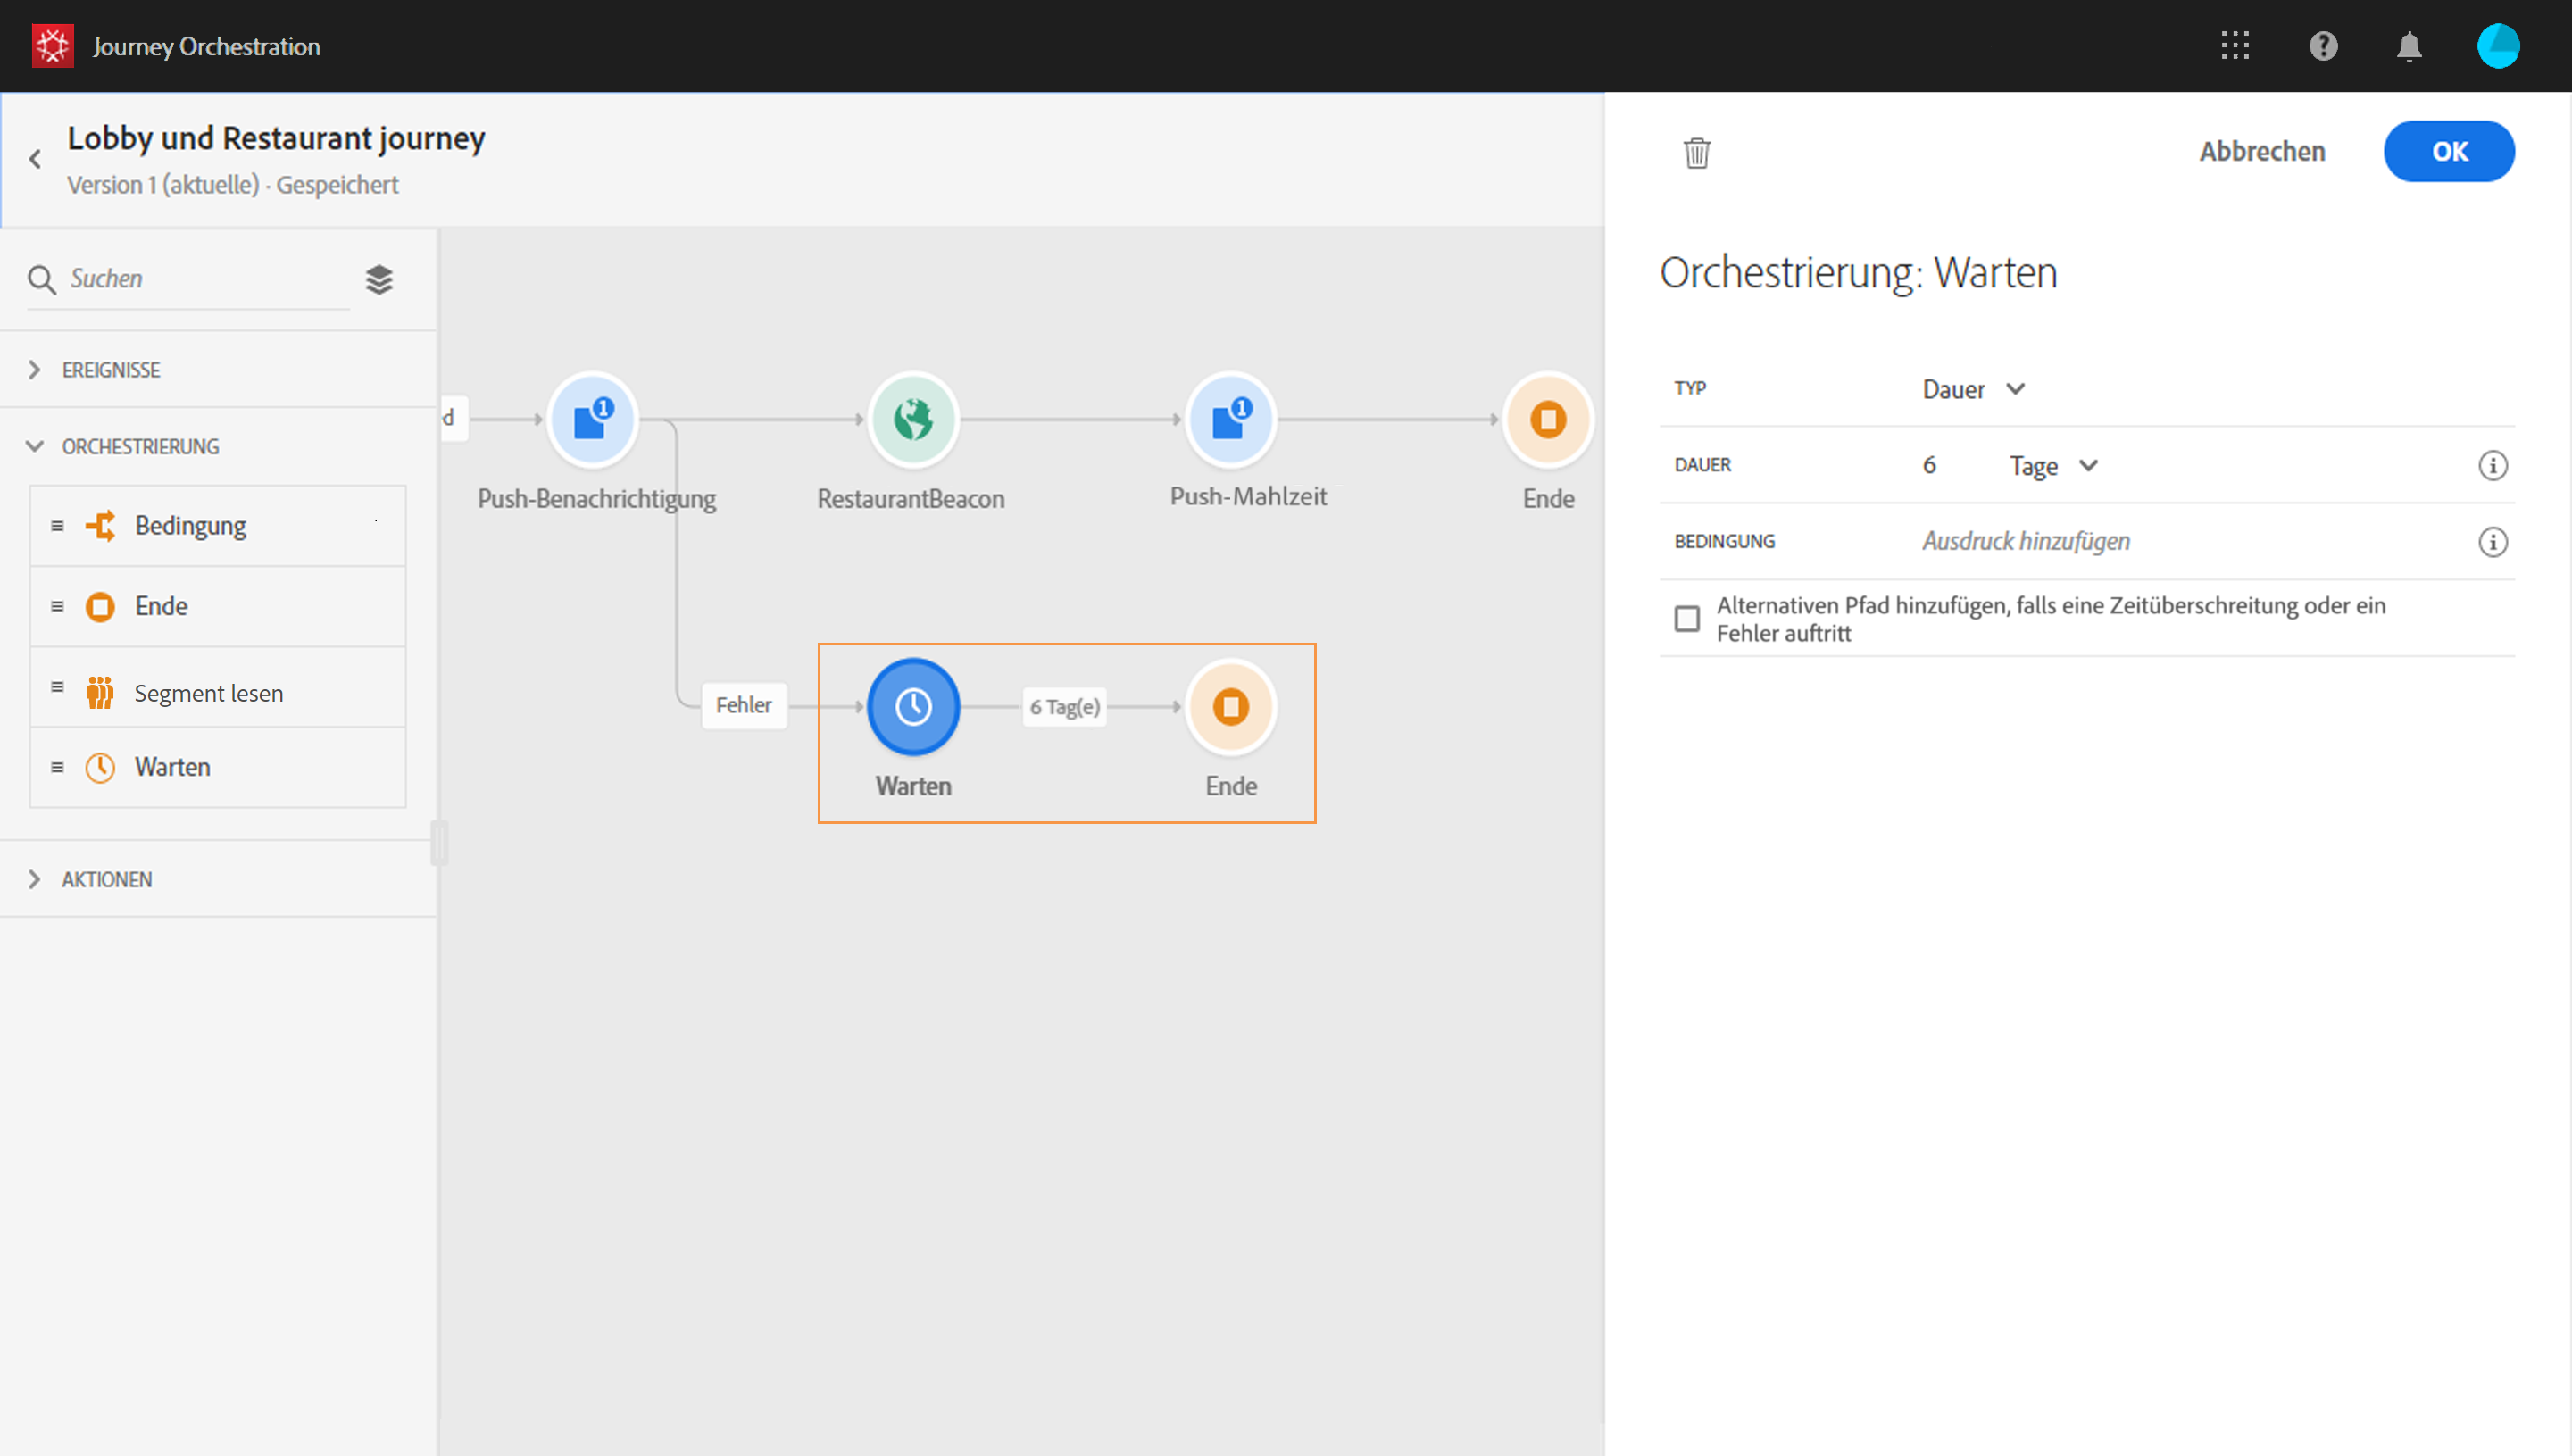 Journey Orchestration
Lobby und Restaurant journey
Version 1 (aktuelle) · Gespeichert
Suchen
EREIGNISSE
ORCHESTRIERUNG
Bedingung
Ende
Segment lesen
Warten
AKTIONEN
d
1
Push-Benachrichtigung
RestaurantBeacon
1
Push-Mahlzeit
Ende
Fehler
6 Tag(e)
Warten
Ende
Abbrechen
OK
Orchestrierung: Warten
TYP Dauer
DAUER 6 Tage
BEDINGUNG Ausdruck hinzufügen
Alternativen Pfad hinzufügen, falls eine Zeitüberschreitung oder ein
Fehler auftritt